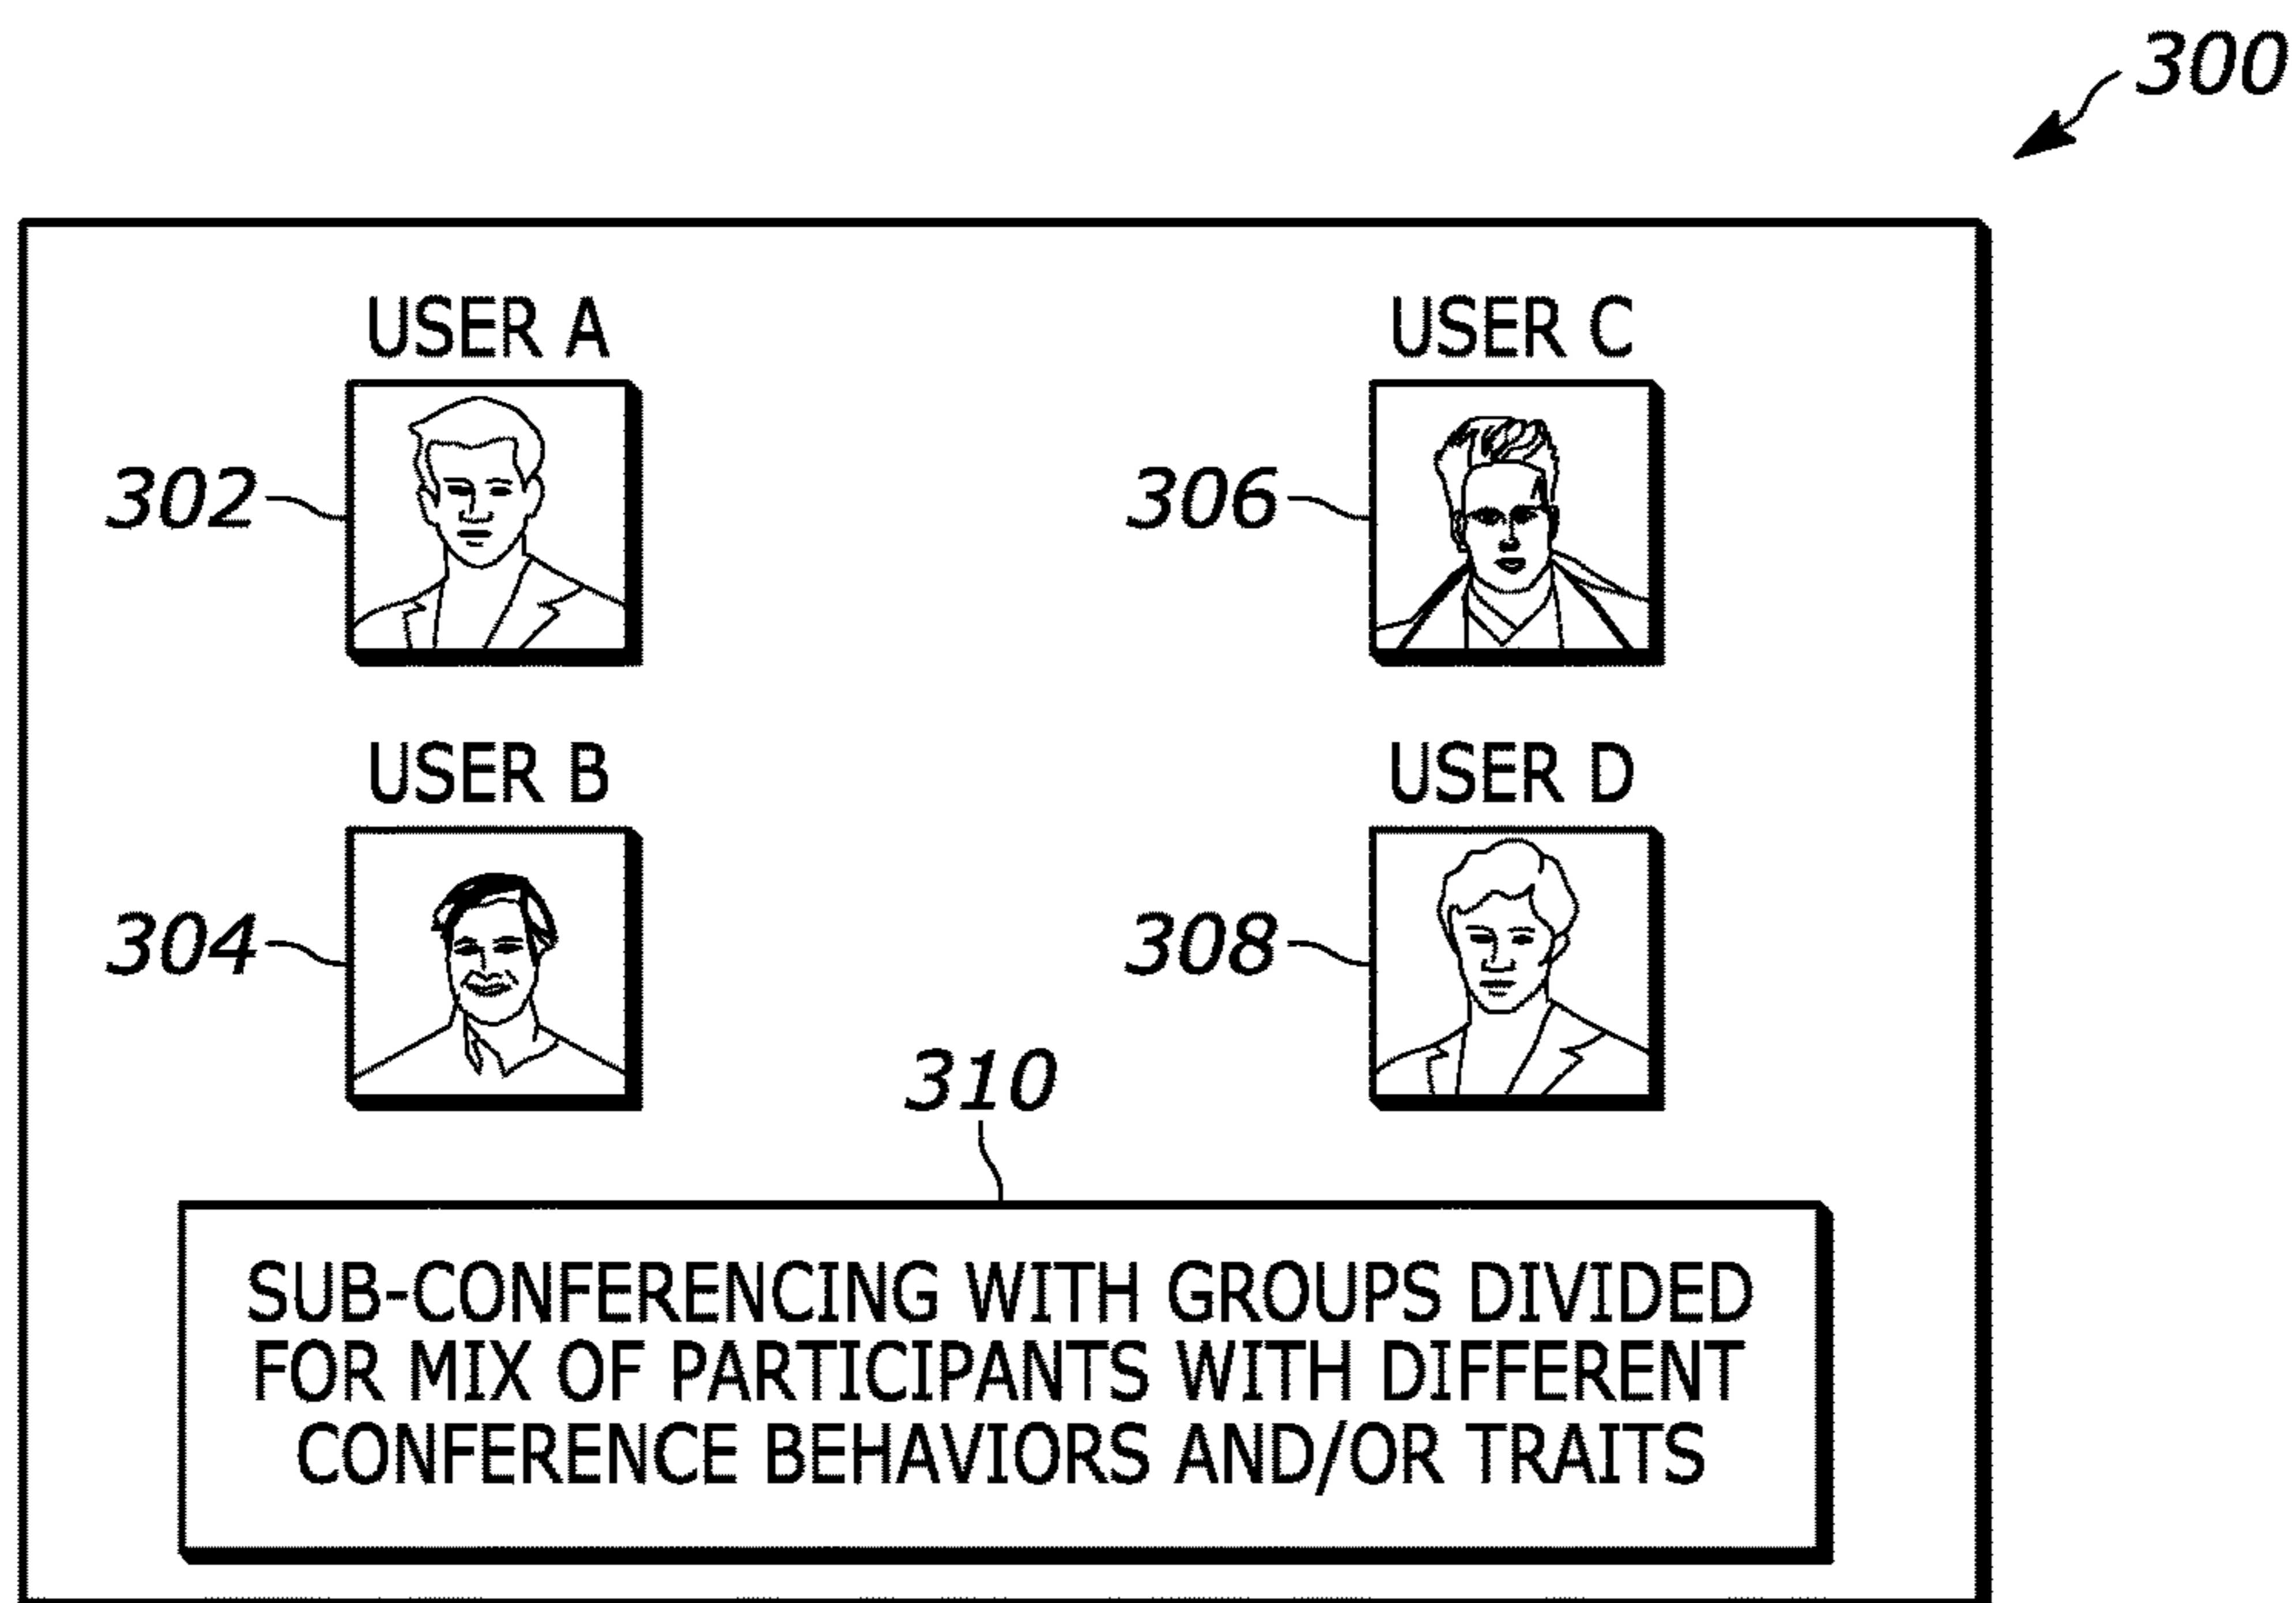 300
USER A
USER C
302
306
USER B
USER D
304
308
310
SUB-CONFERENCING WITH GROUPS DIVIDED
FOR MIX OF PARTICIPANTS WITH DIFFERENT
CONFERENCE BEHAVIORS AND/OR TRAITS